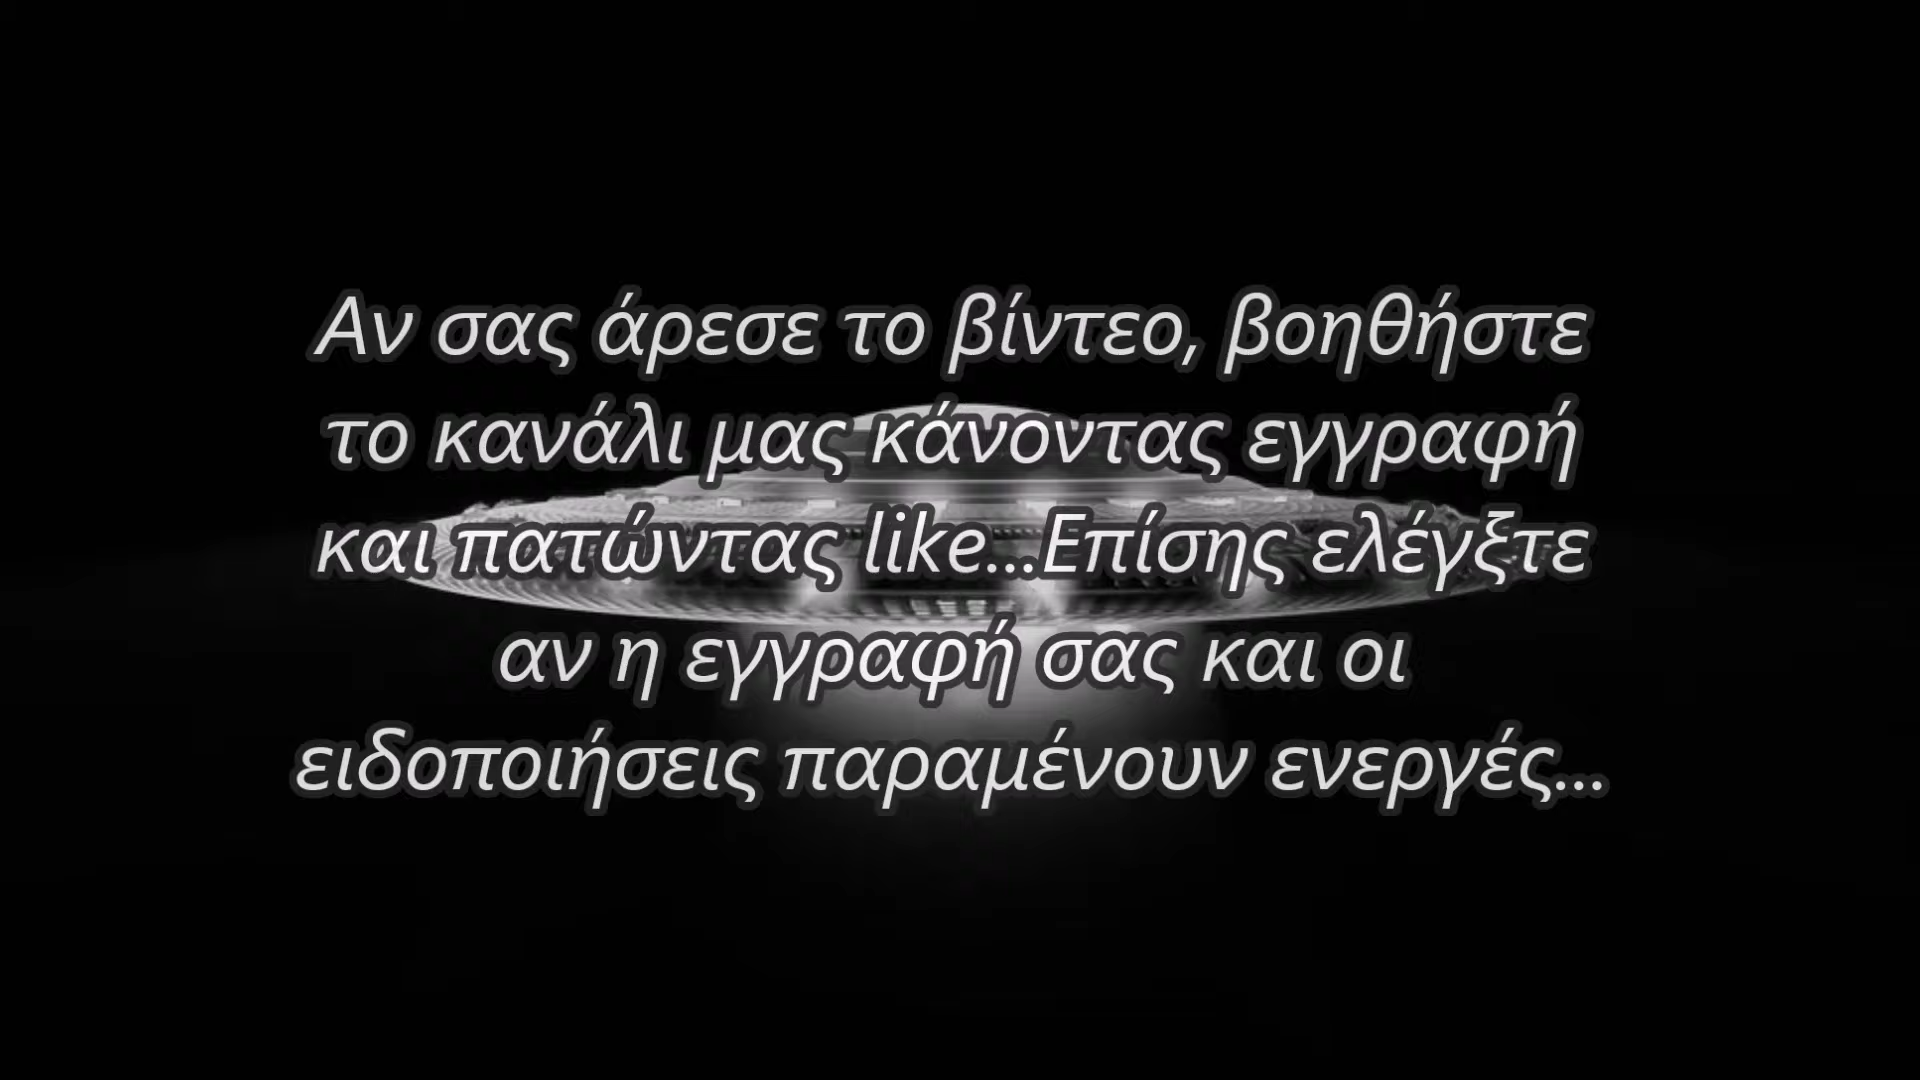 Αν σας άρεσε το βίντεο, βοηθήστε
το κανάλι μας κάνοντας εγγραφή
και πατώντας like...Επίσης ελέγξτε
αν η εγγραφή σας και οι
ειδοποιήσεις παραμένουν ενεργές...